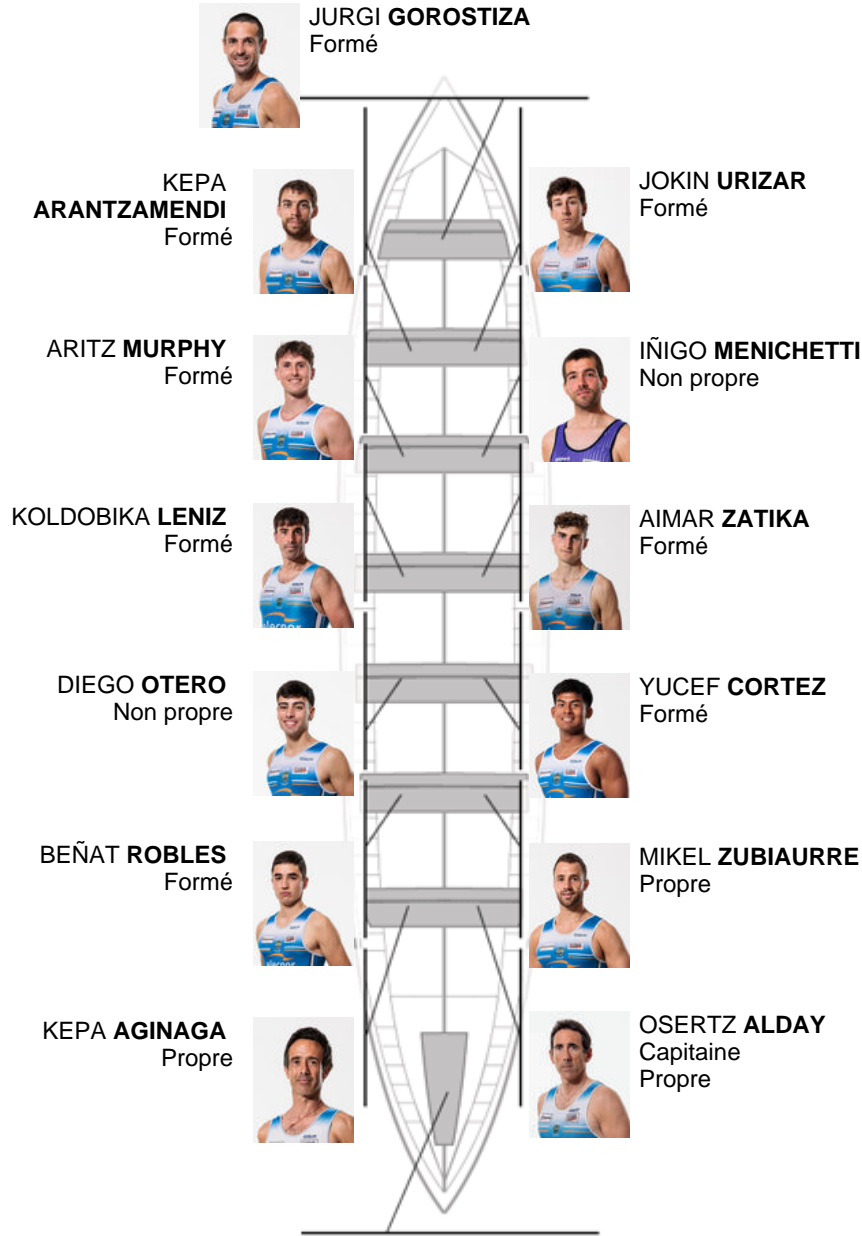 JURGI GOROSTIZA
Formé
KEPA
ARANTZAMENDI
Formé
JOKIN URIZAR
Formé
ARITZ MURPHY
Formé
IÑIGO MENICHETTI
Non propre
KOLDOBIKA LENIZ
Formé
AIMAR ZATIKA
Formé
DIEGO OTERO
Non propre
YUCEF CORTEZ
Formé
BEÑAT ROBLES
Formé
MIKEL ZUBIAURRE
Propre
KEPA AGINAGA
Propre
OSERTZ ALDAY
Capitaine
Propre